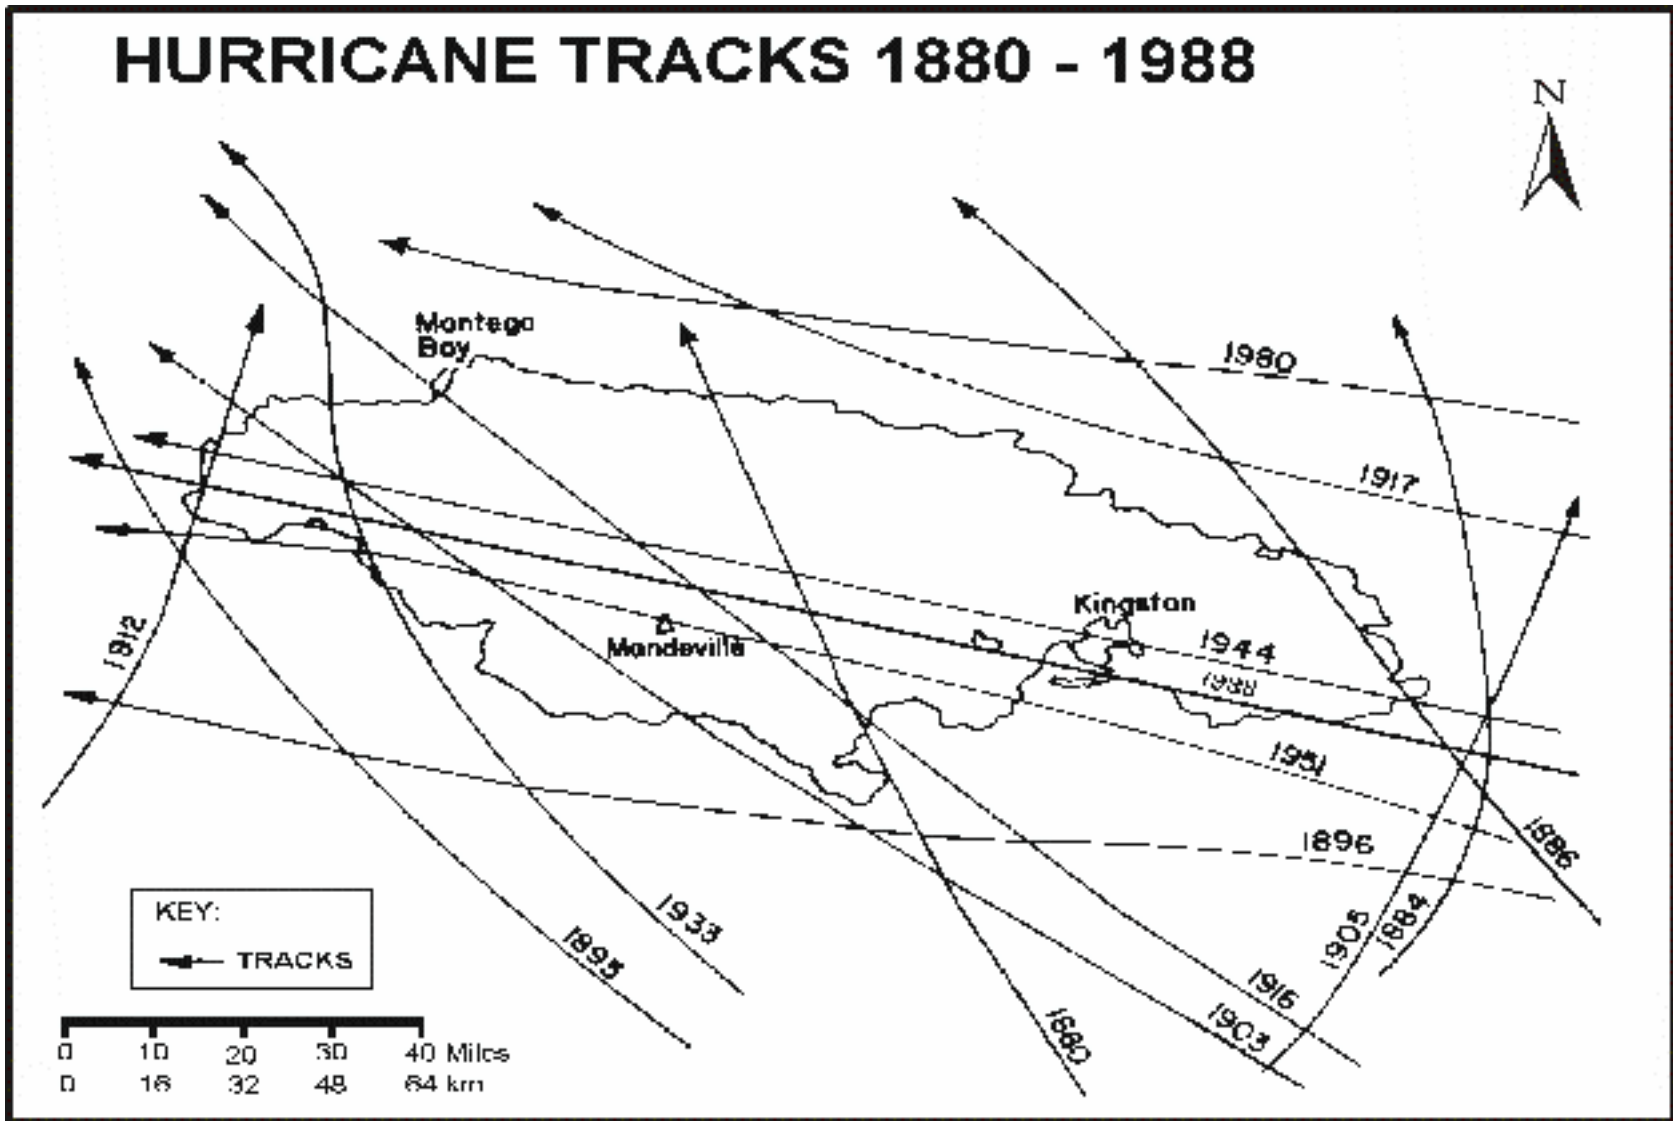 HURRICANE TRACKS 1880 - 1988
N
Montego
Bay
1980
1917
Kingston
1944
1988
Mandeville
1912
1951
1896
1886
KEY:
TRACKS
1933
1895
1905
1884
1916
1903
1880
0 10 20 30 40 Miles
0 16 32 48 64 km